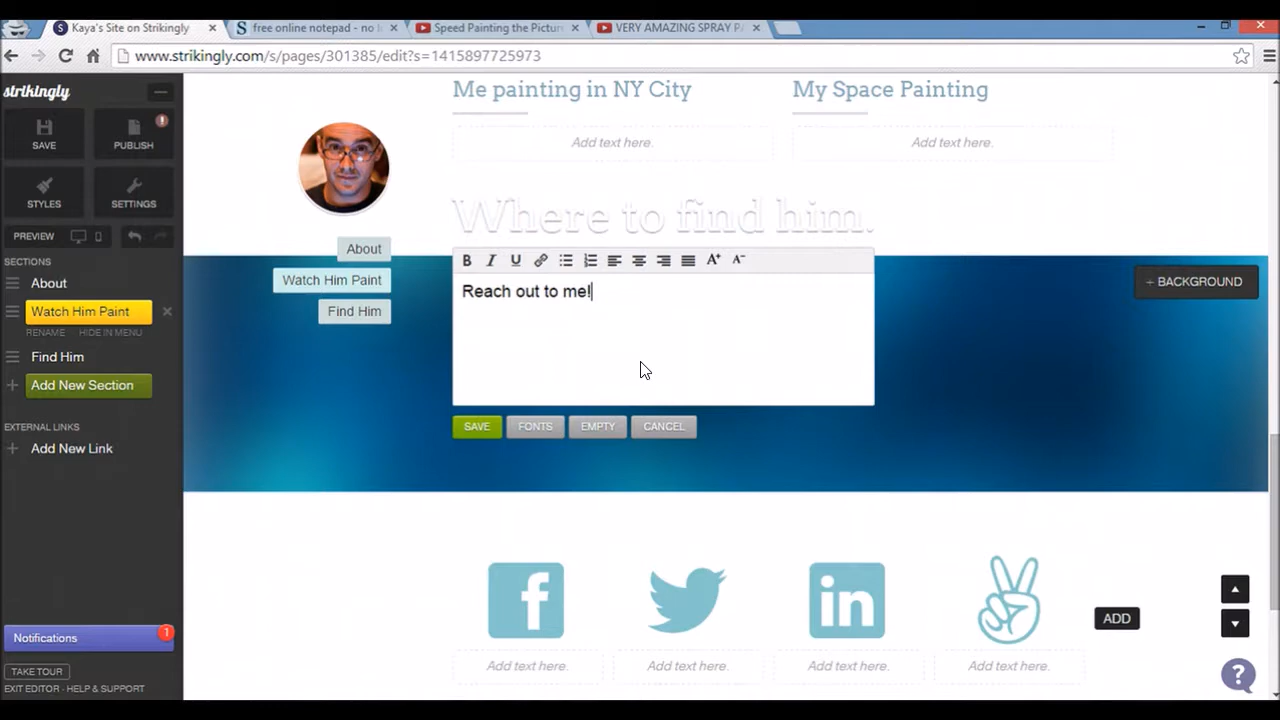 Kaya's Site on Strikingly
free online notepad - no l
Speed Painting the Pictur
VERY AMAZING SPRAY P
www.strikingly.com/s/pages/301385/edit?s=1415897725973
strikingly
SAVE
PUBLISH
STYLES
SETTINGS
PREVIEW
SECTIONS
About
Watch Him Paint
RENAME HIDE IN MENU
Find Him
Add New Section
EXTERNAL LINKS
Add New Link
Notifications 1
TAKE TOUR
EXIT EDITOR - HELP & SUPPORT
About
Watch Him Paint
Find Him
Me painting in NY City
My Space Painting
Add text here.
Add text here.
Where to find him.
B I U A+ A-
Reach out to me!
SAVE FONTS EMPTY CANCEL
+ BACKGROUND
ADD
Add text here.
Add text here.
Add text here.
Add text here.